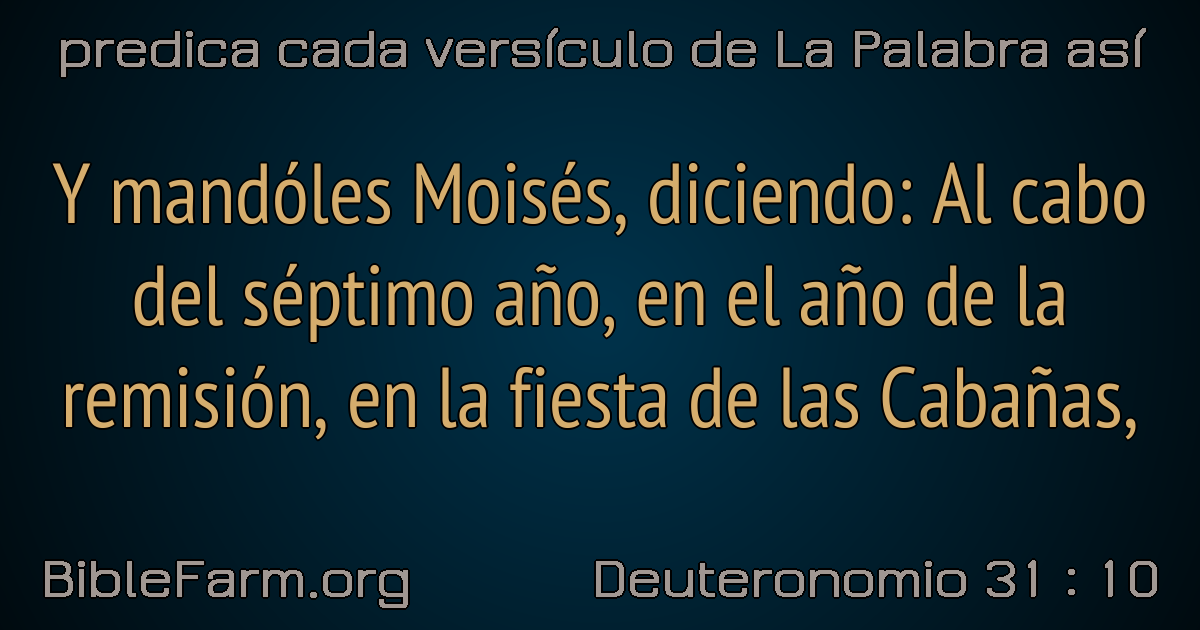 predica cada versículo de La Palabra así
Y mandóles Moisés, diciendo: Al cabo
del séptimo año, en el año de la
remisión, en la fiesta de las Cabañas,
BibleFarm.org
Deuteronomio 31 : 10